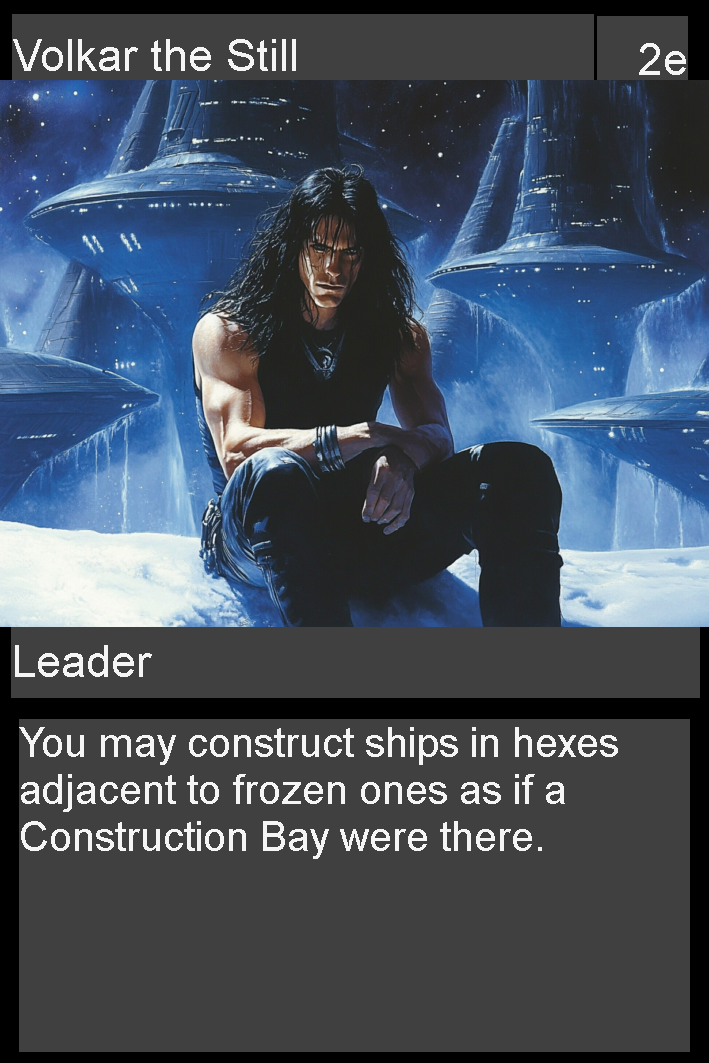 Volkar the Still
2e
Leader
You may construct ships in hexes
adjacent to frozen ones as if a
Construction Bay were there.